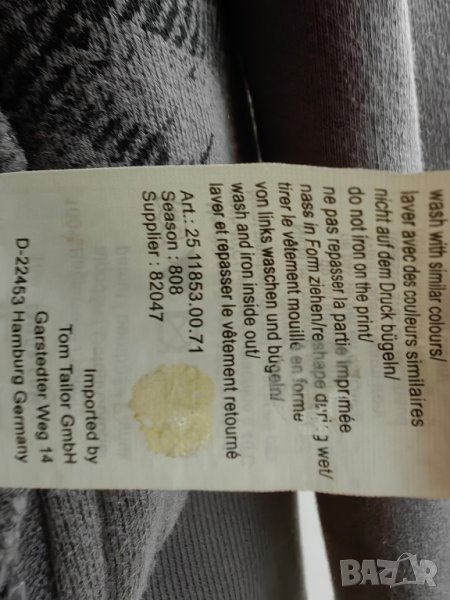 wash with similar colours/
laver avec des couleurs similaires
nicht auf dem Druck bügeln/
do not iron on the print/
ne pas repasser la partie imprimée
nass in Form ziehen/reshape during wet/
tirer le vêtement mouillé en forme
von links waschen und bügeln/
wash and iron inside out/
laver et repasser le vêtement retourné
Art.: 25 11853.00.71
Season : 808
Supplier : 82047
Imported by
Tom Tailor GmbH
Garstedter Weg 14
D-22453 Hamburg Germany
BAZAR